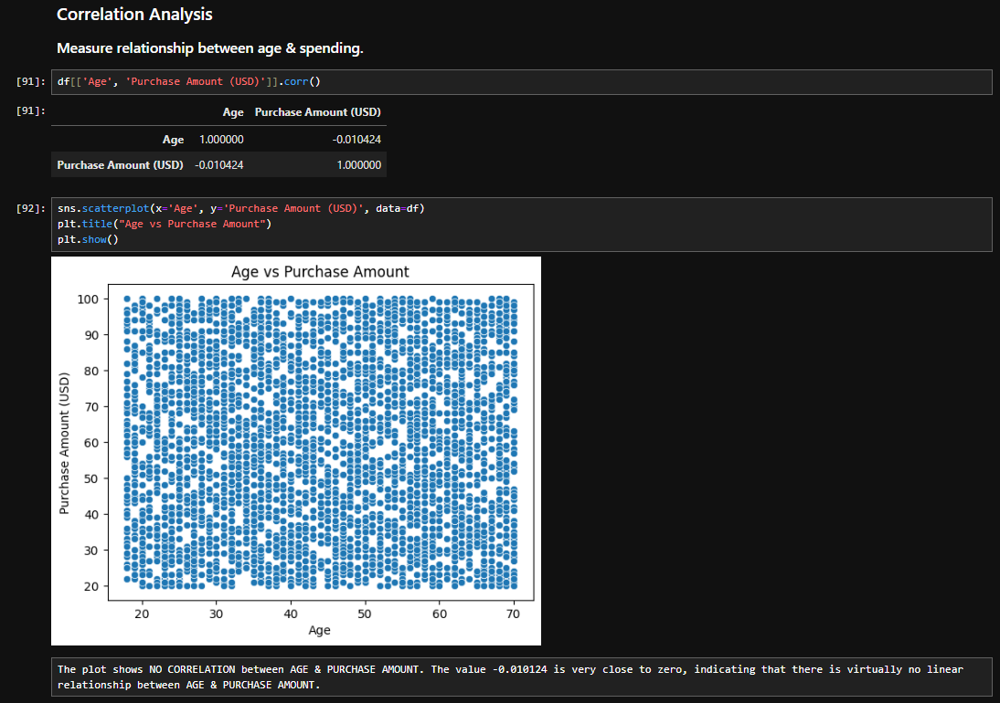 Correlation Analysis
Measure relationship between age & spending.
[91]: df[['Age', 'Purchase Amount (USD)']].corr()
[91]:
Age Purchase Amount (USD)
Age 1.000000 -0.010424
Purchase Amount (USD) -0.010424 1.000000
[92]: sns.scatterplot(x='Age', y='Purchase Amount (USD)', data=df)
plt.title("Age vs Purchase Amount")
plt.show()
Age vs Purchase Amount
100
90
80
70
60
50
40
30
20
Purchase Amount (USD)
20 30 40 50 60 70
Age
The plot shows NO CORRELATION between AGE & PURCHASE AMOUNT. The value -0.010124 is very close to zero, indicating that there is virtually no linear
relationship between AGE & PURCHASE AMOUNT.